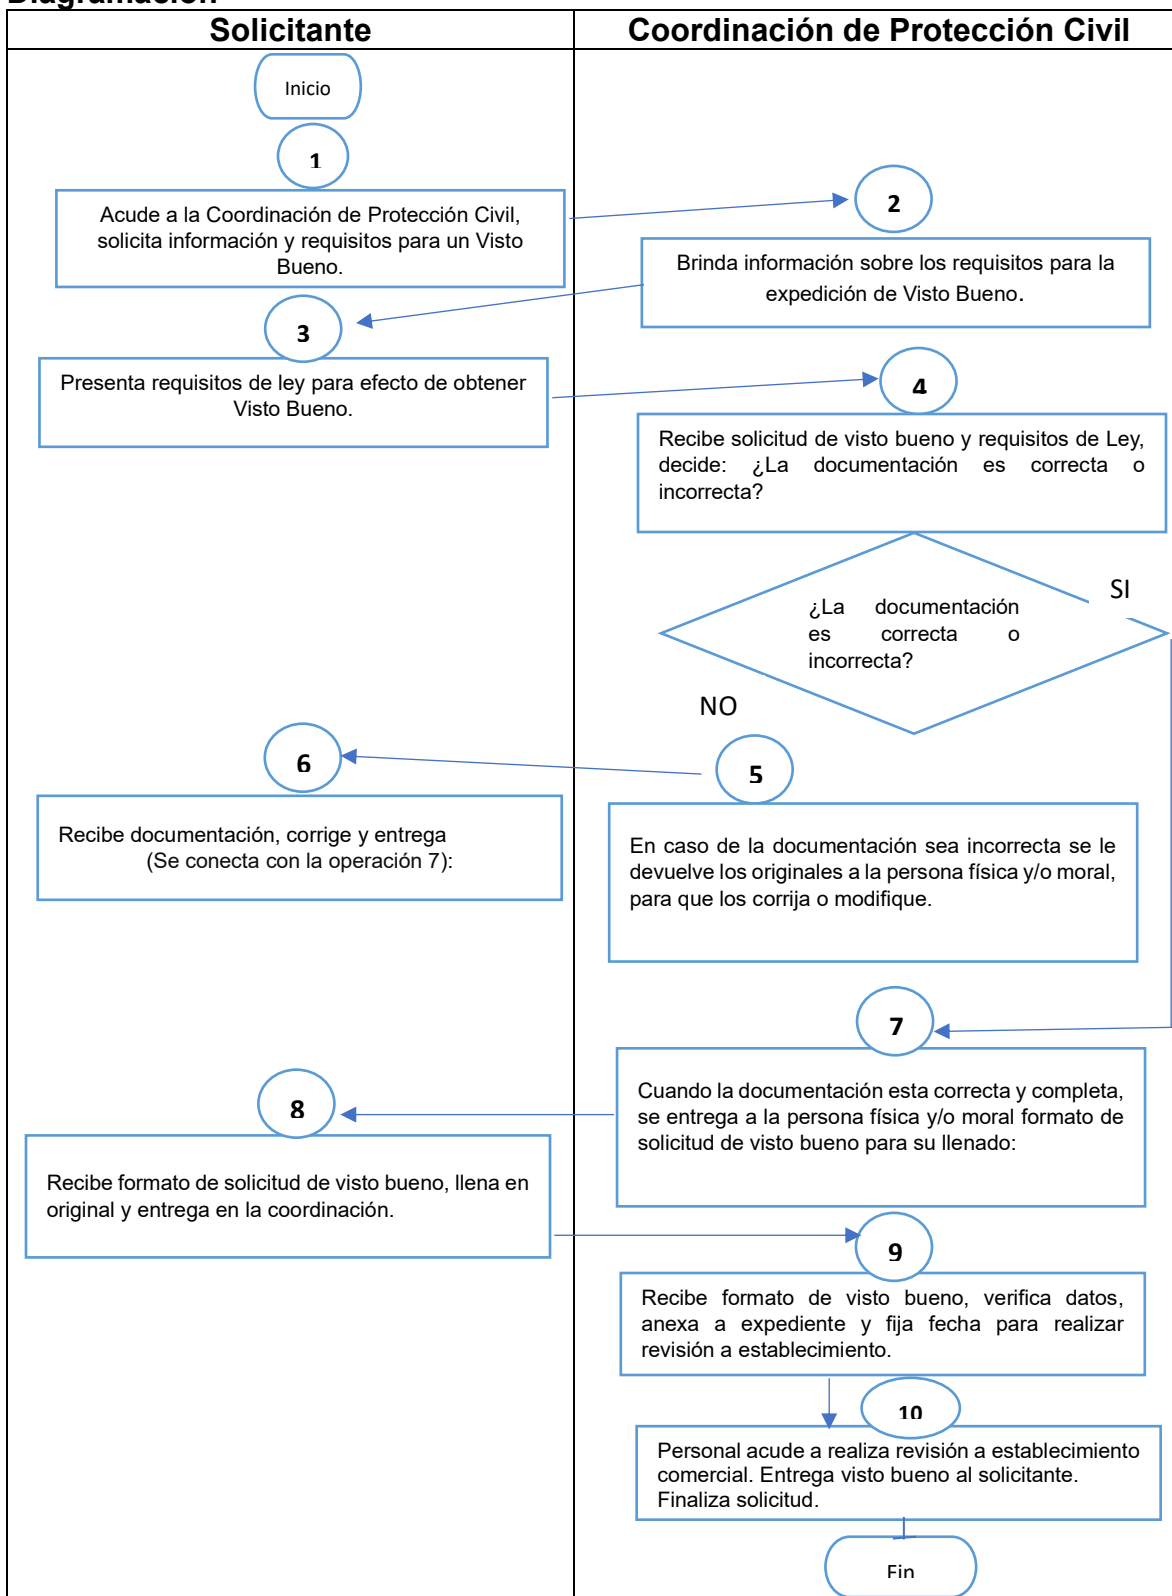 Diagramación
Solicitante
Coordinación de Protección Civil
Inicio
1
Acude a la Coordinación de Protección Civil,
solicita información y requisitos para un Visto
Bueno.
2
Brinda información sobre los requisitos para la
expedición de Visto Bueno.
3
Presenta requisitos de ley para efecto de obtener
Visto Bueno.
4
Recibe solicitud de visto bueno y requisitos de Ley,
decide: ¿La documentación es correcta o
incorrecta?
¿La documentación
es correcta o
incorrecta?
SI
NO
5
En caso de la documentación sea incorrecta se le
devuelve los originales a la persona física y/o moral,
para que los corrija o modifique.
6
Recibe documentación, corrige y entrega
(Se conecta con la operación 7):
7
Cuando la documentación esta correcta y completa,
se entrega a la persona física y/o moral formato de
solicitud de visto bueno para su llenado:
8
Recibe formato de solicitud de visto bueno, llena en
original y entrega en la coordinación.
9
Recibe formato de visto bueno, verifica datos,
anexa a expediente y fija fecha para realizar
revisión a establecimiento.
10
Personal acude a realiza revisión a establecimiento
comercial. Entrega visto bueno al solicitante.
Finaliza solicitud.
Fin